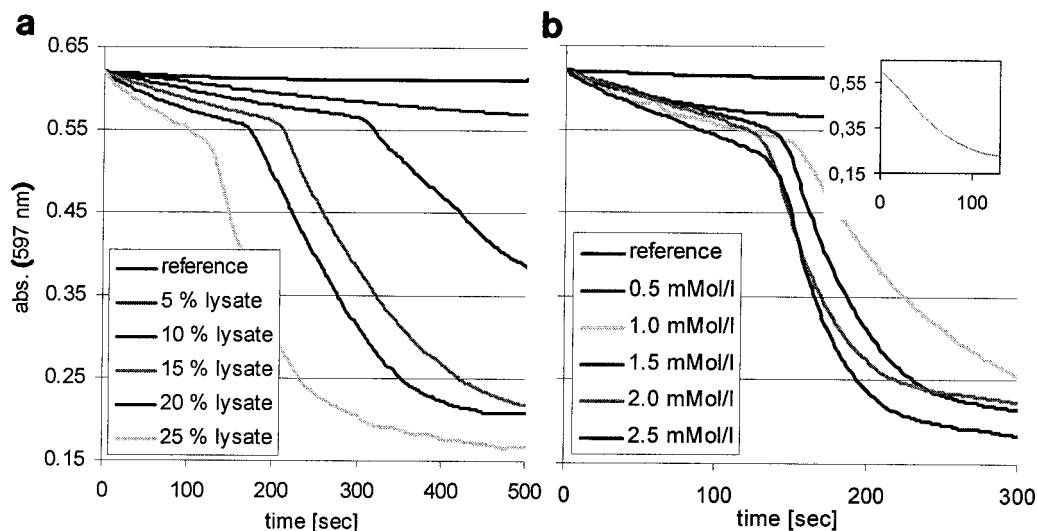 a
0.65
0.55
0.45
0.35
0.25
0.15
abs. (597 nm)
reference
5 % lysate
10 % lysate
15 % lysate
20 % lysate
25 % lysate
0 100 200 300 400 500
time [sec]
b
0,55
0,35
0,15
0 100
reference
0.5 mMol/l
1.0 mMol/l
1.5 mMol/l
2.0 mMol/l
2.5 mMol/l
0 100 200 300
time [sec]